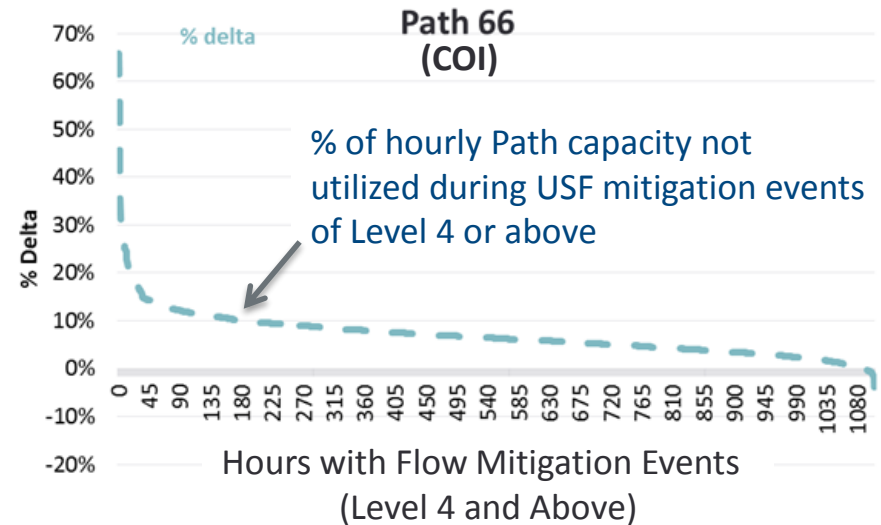 Path 66
(COI)
% delta
70%
60%
50%
40%
30%
20%
10%
0%
-10%
-20%
% Delta
% of hourly Path capacity not
utilized during USF mitigation events
of Level 4 or above
0 45 90 135 180 225 270 315 360 405 450 495 540 585 630 675 720 765 810 855 900 945 990 1035 1080
Hours with Flow Mitigation Events
(Level 4 and Above)